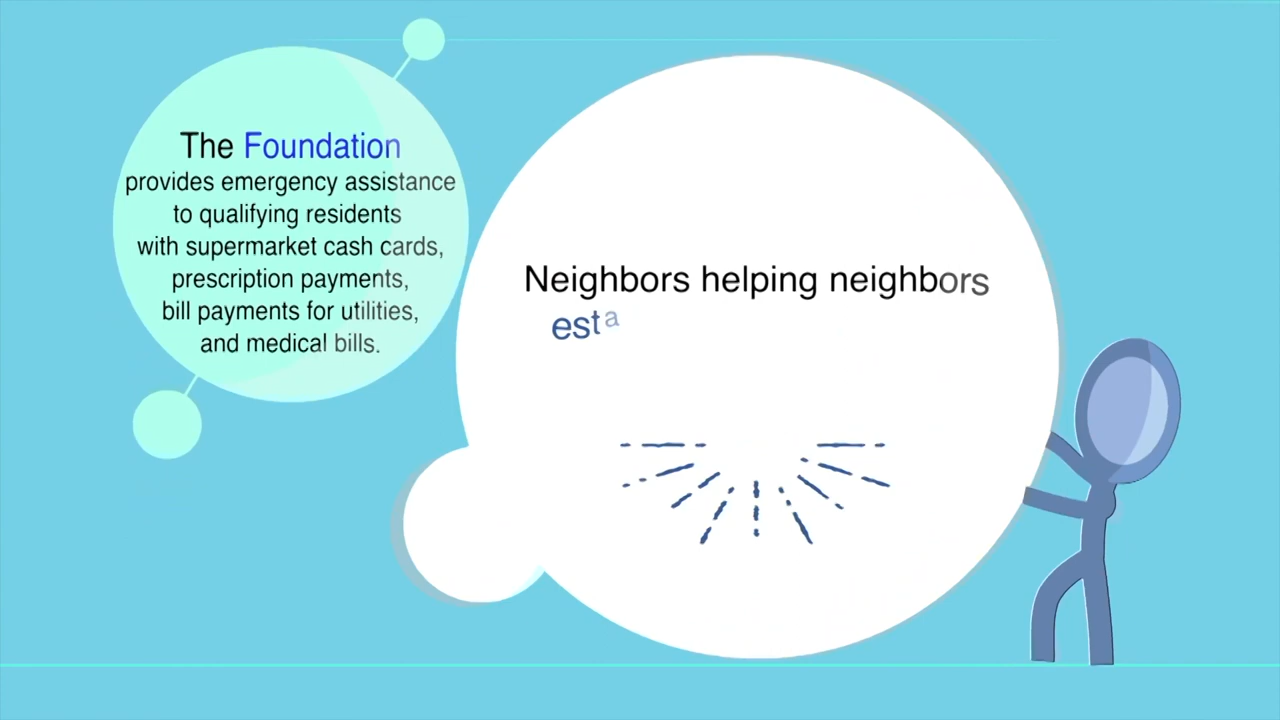 The Foundation
provides emergency assistance
to qualifying residents
with supermarket cash cards,
prescription payments,
bill payments for utilities,
and medical bills.
Neighbors helping neighbors
esta